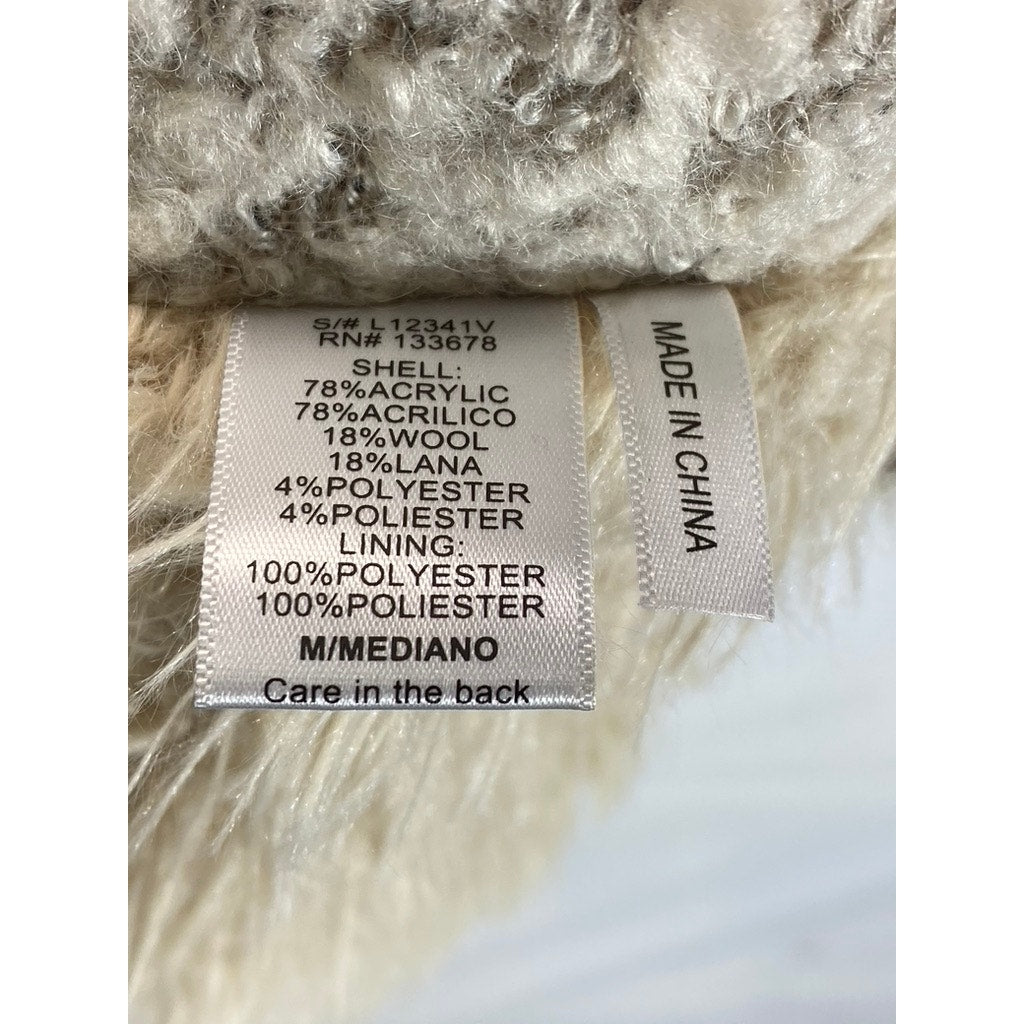 S/# L12341V
RN# 133678
SHELL:
78%ACRYLIC
78%ACRILICO
18%WOOL
18%LANA
4%POLYESTER
4%POLIESTER
LINING:
100%POLYESTER
100%POLIESTER
M/MEDIANO
Care in the back
MADE IN CHINA